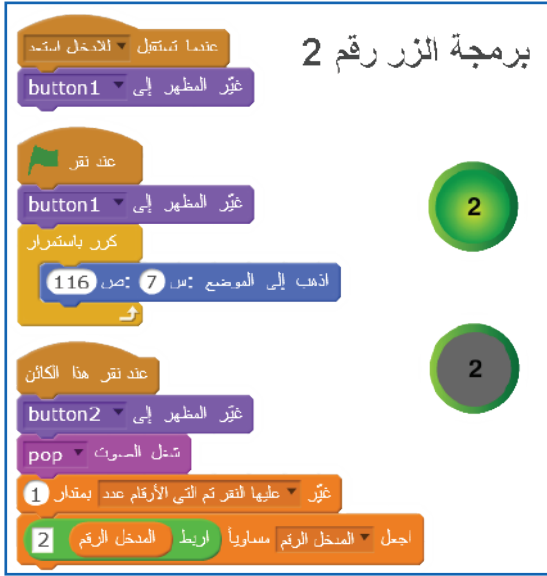 برمجة الزر رقم 2
عندما تستقبل للادخل استعد
غيّر المظهر إلى button1
عند نقر
غيّر المظهر إلى button1
كرر باستمرار
اذهب إلى الموضع س: 7 ص: 116
2
2
عند نقر هذا الكائن
غيّر المظهر إلى button2
شغل الصوت pop
غيّر عليها النقر تم التي الأرقام عدد بمقدار 1
اجعل المدخل الرقم مساوياً اربط المدخل الرقم 2